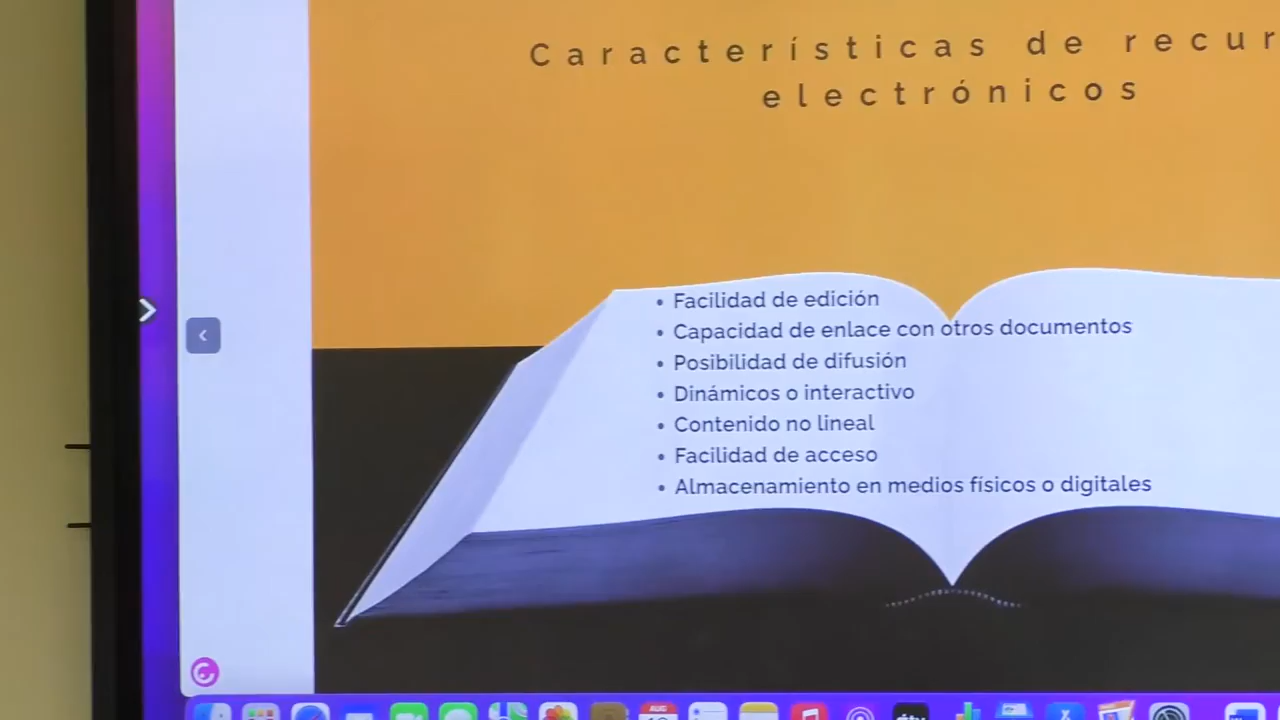 Características de recur
electrónicos
• Facilidad de edición
• Capacidad de enlace con otros documentos
• Posibilidad de difusión
• Dinámicos o interactivo
• Contenido no lineal
• Facilidad de acceso
• Almacenamiento en medios físicos o digitales
AUG